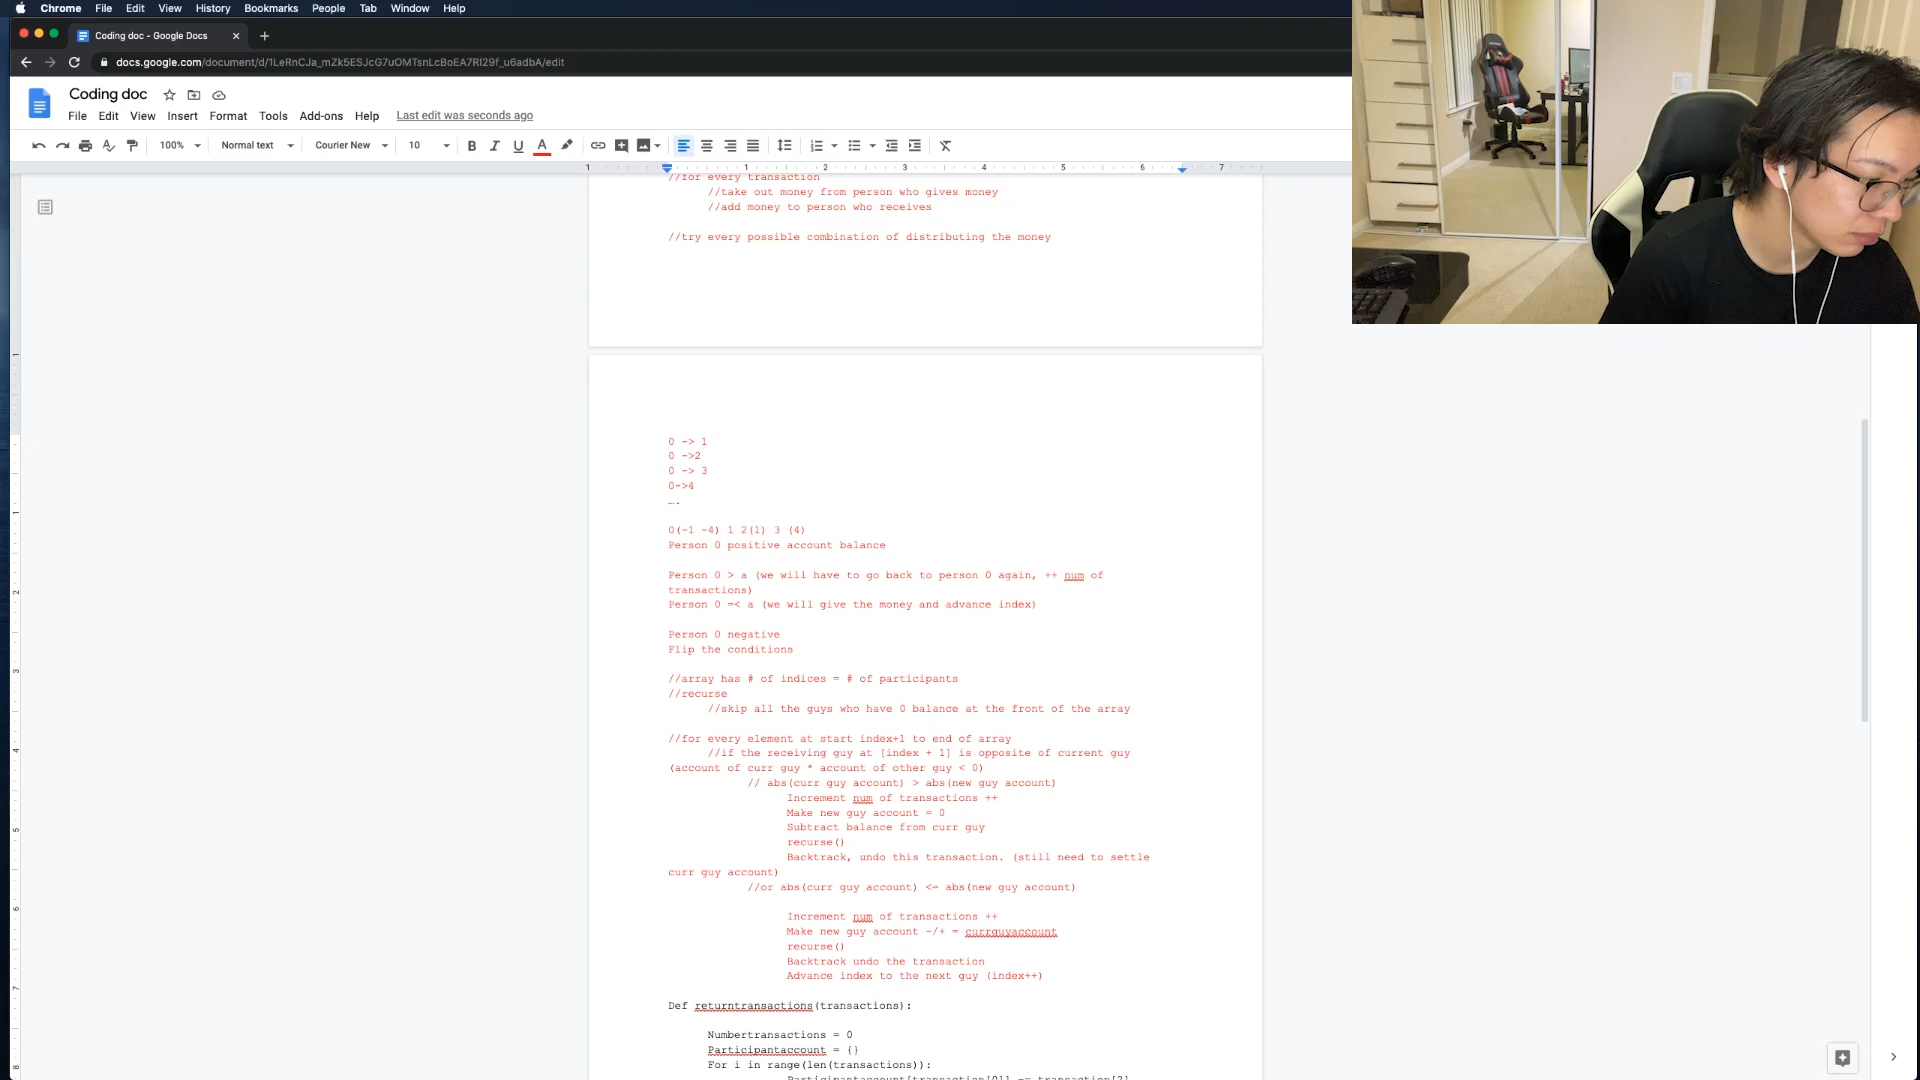 Chrome File Edit View History Bookmarks People Tab Window Help
Coding doc - Google Docs
docs.google.com/document/d/1LeRnCJa_mZk5ESJcG7uOMTsnLcBoEA7RI29f_u6adbA/edit
Coding doc
File Edit View Insert Format Tools Add-ons Help Last edit was seconds ago
100% Normal text Courier New 10 B I U A
1 1 2 3 4 5 6 7
//for every transaction
//take out money from person who gives money
//add money to person who receives
//try every possible combination of distributing the money
0 -> 1
0 ->2
0 -> 3
0->4
….
0(-1 -4) 1 2(1) 3 (4)
Person 0 positive account balance
Person 0 > a (we will have to go back to person 0 again, ++ num of
transactions)
Person 0 =< a (we will give the money and advance index)
Person 0 negative
Flip the conditions
//array has # of indices = # of participants
//recurse
//skip all the guys who have 0 balance at the front of the array
//for every element at start index+1 to end of array
//if the receiving guy at [index + 1] is opposite of current guy
(account of curr guy * account of other guy < 0)
// abs(curr guy account) > abs(new guy account)
Increment num of transactions ++
Make new guy account = 0
Subtract balance from curr guy
recurse()
Backtrack, undo this transaction. (still need to settle
curr guy account)
//or abs(curr guy account) <= abs(new guy account)
Increment num of transactions ++
Make new guy account -/+ = currguyaccount
recurse()
Backtrack undo the transaction
Advance index to the next guy (index++)
Def returntransactions(transactions):
Numbertransactions = 0
Participantaccount = {}
For i in range(len(transactions)):
Participantaccount[transaction[0]] -= transaction[2]